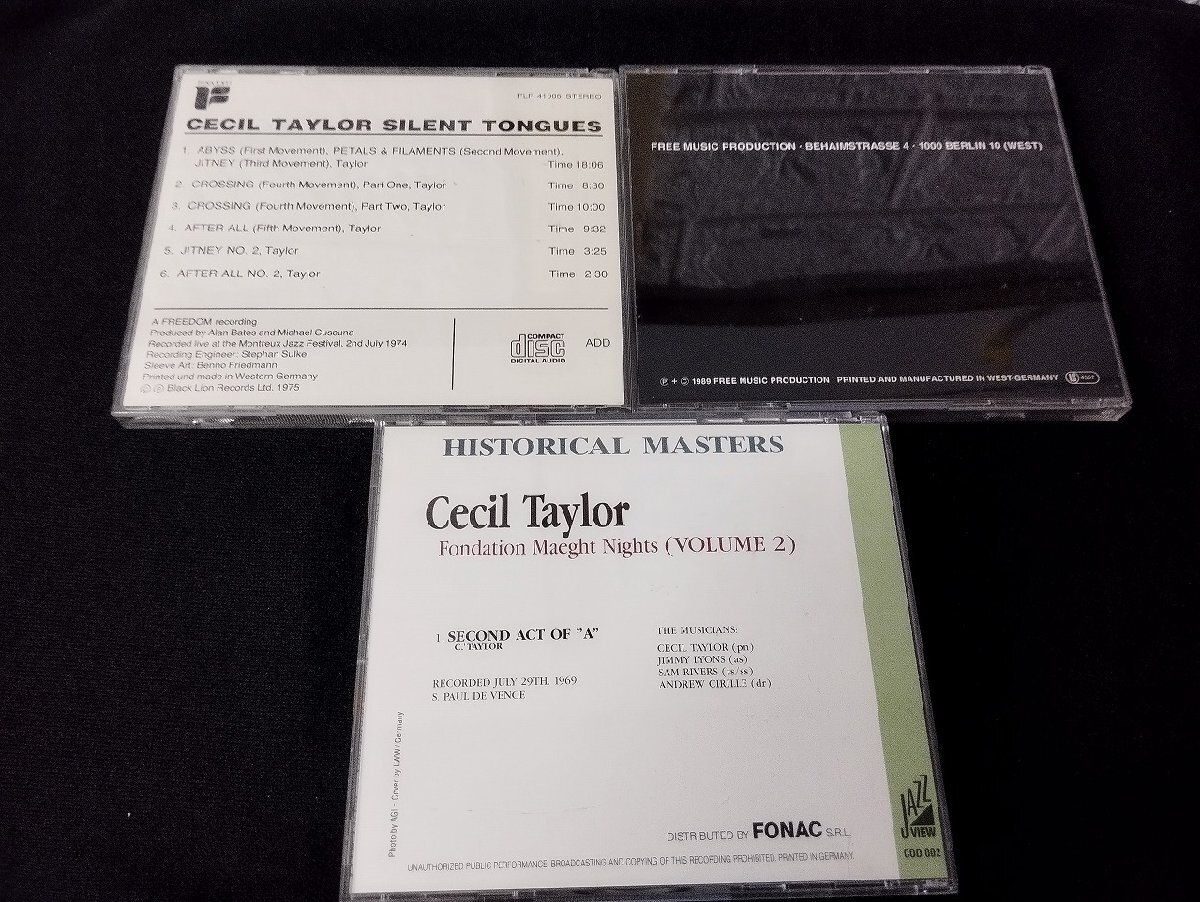 CECIL TAYLOR SILENT TONGUES
1. ABYSS (First Movement), PETALS & FILAMENTS (Second Movement),
JITNEY (Third Movement), Taylor Time 18:06
2. CROSSING (Fourth Movement), Part One, Taylor Time 8:30
3. CROSSING (Fourth Movement), Part Two, Taylor Time 10:00
4. AFTER ALL (Fifth Movement), Taylor Time 9:32
5. JITNEY NO. 2, Taylor Time 3:25
6. AFTER ALL NO. 2, Taylor Time 2:30
A FREEDOM recording
Produced by Alan Bates and Michael Cuscuna
Recorded live at the Montreux Jazz Festival, 2nd July 1974
Recording Engineer: Stephan Sulke
Sleeve Art: Benno Friedmann
Printed and made in Western Germany
Ⓟ © Black Lion Records Ltd. 1975
COMPACT
disc
DIGITAL AUDIO
ADD
FREE MUSIC PRODUCTION · BEHAIMSTRASSE 4 · 1000 BERLIN 10 (WEST)
Ⓟ + © 1989 FREE MUSIC PRODUCTION PRINTED AND MANUFACTURED IN WEST-GERMANY
HISTORICAL MASTERS
Cecil Taylor
Fondation Maeght Nights (VOLUME 2)
1 SECOND ACT OF "A"
C. TAYLOR
RECORDED JULY 29TH, 1969
S. PAUL DE VENCE
THE MUSICIANS:
CECIL TAYLOR (pn)
JIMMY LYONS (as)
SAM RIVERS (ts/ss)
ANDREW CIRILLE (dr)
Photo by AGI - Cover by LWW / Germany
DISTRIBUTED BY FONAC S.R.L.
UNAUTHORIZED PUBLIC PERFORMANCE BROADCASTING AND COPYING OF THIS RECORDING PROHIBITED. PRINTED IN GERMANY.
JAZZ
VIEW
COD 002